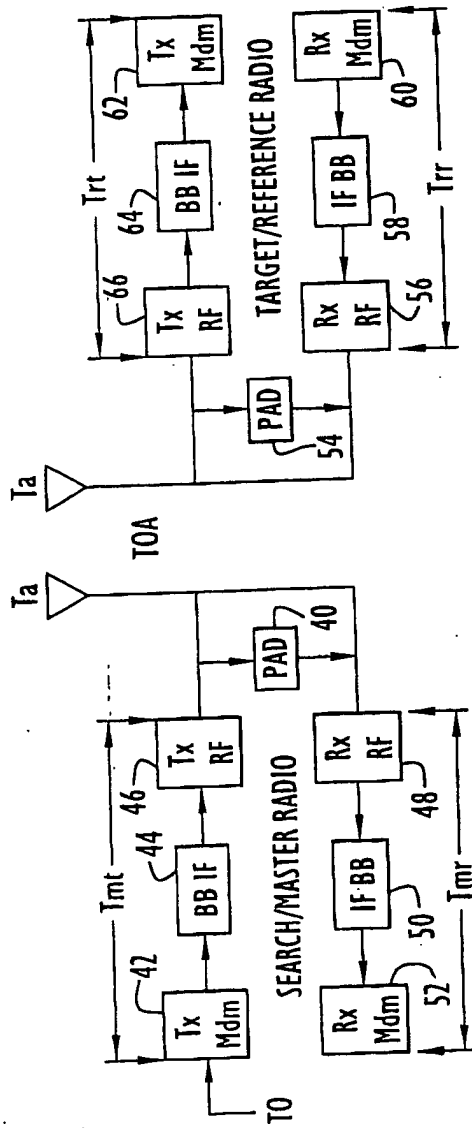 Ta
Ta
Tmt
Trt
42
44
46
66
64
62
Tx
Mdm
BB IF
Tx
RF
Tx
RF
BB IF
Tx
Mdm
TO
TOA
PAD
40
PAD
54
SEARCH/MASTER RADIO
TARGET/REFERENCE RADIO
Rx
Mdm
IF BB
Rx
RF
Rx
RF
IF BB
Rx
Mdm
52
50
48
56
58
60
Tmr
Trr